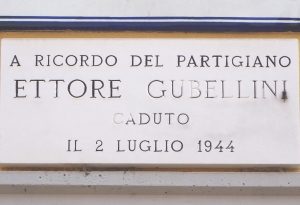 A RICORDO DEL PARTIGIANO
ETTORE GUBELLINI
CADUTO
IL 2 LUGLIO 1944